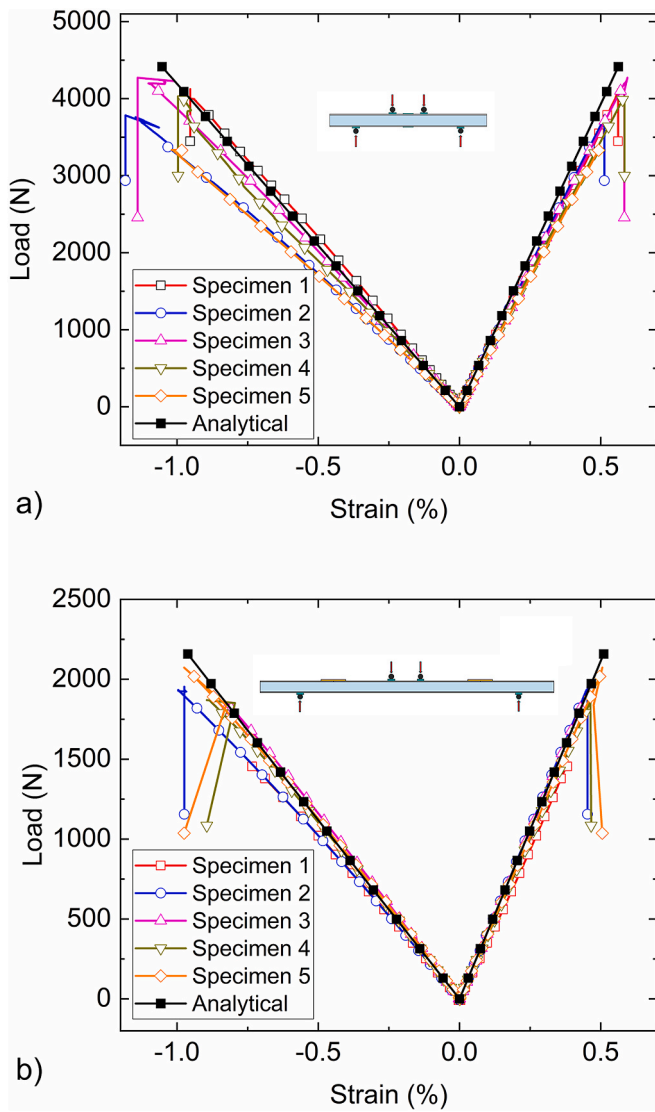 5000
4000
3000
2000
1000
0
Load (N)
Specimen 1
Specimen 2
Specimen 3
Specimen 4
Specimen 5
Analytical
-1.0 -0.5 0.0 0.5
Strain (%)
a)
2500
2000
1500
1000
500
0
Load (N)
Specimen 1
Specimen 2
Specimen 3
Specimen 4
Specimen 5
Analytical
-1.0 -0.5 0.0 0.5
Strain (%)
b)